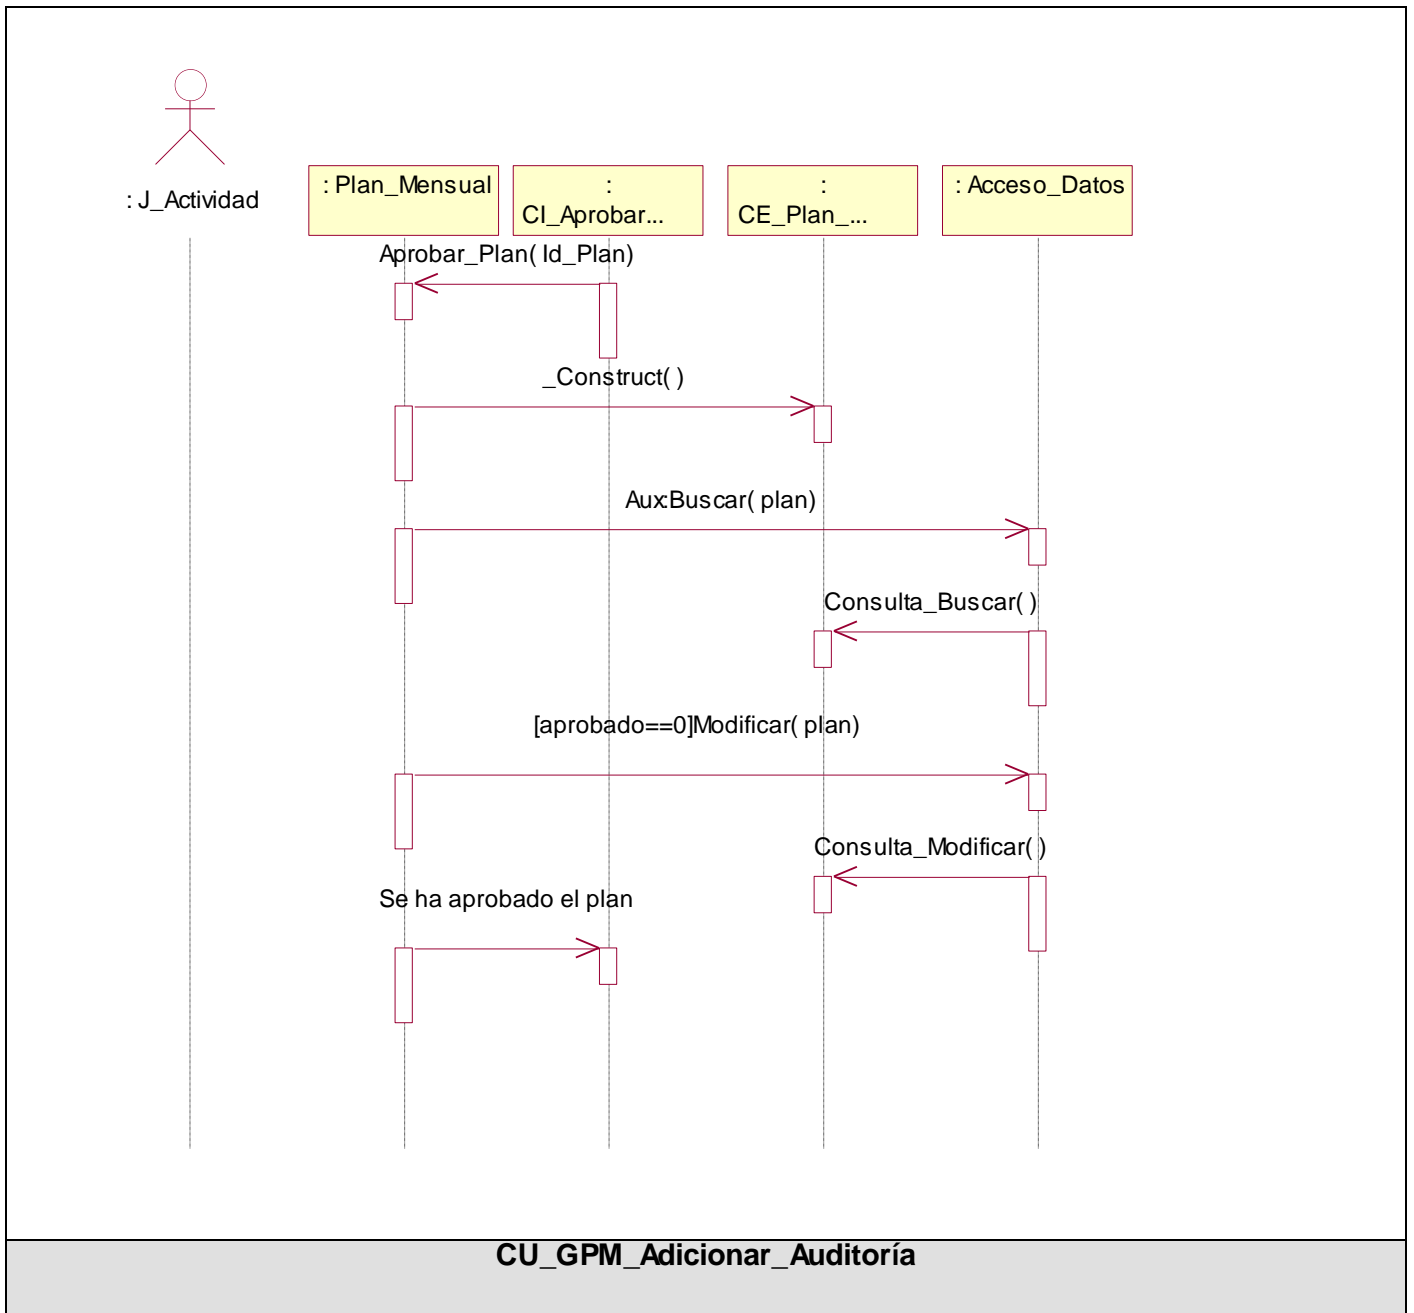 : J_Actividad
: Plan_Mensual
:
CI_Aprobar...
:
CE_Plan_...
: Acceso_Datos
Aprobar_Plan( Id_Plan)
_Construct( )
Aux:Buscar( plan)
Consulta_Buscar( )
[aprobado==0]Modificar( plan)
Consulta_Modificar( )
Se ha aprobado el plan
CU_GPM_Adicionar_Auditoría